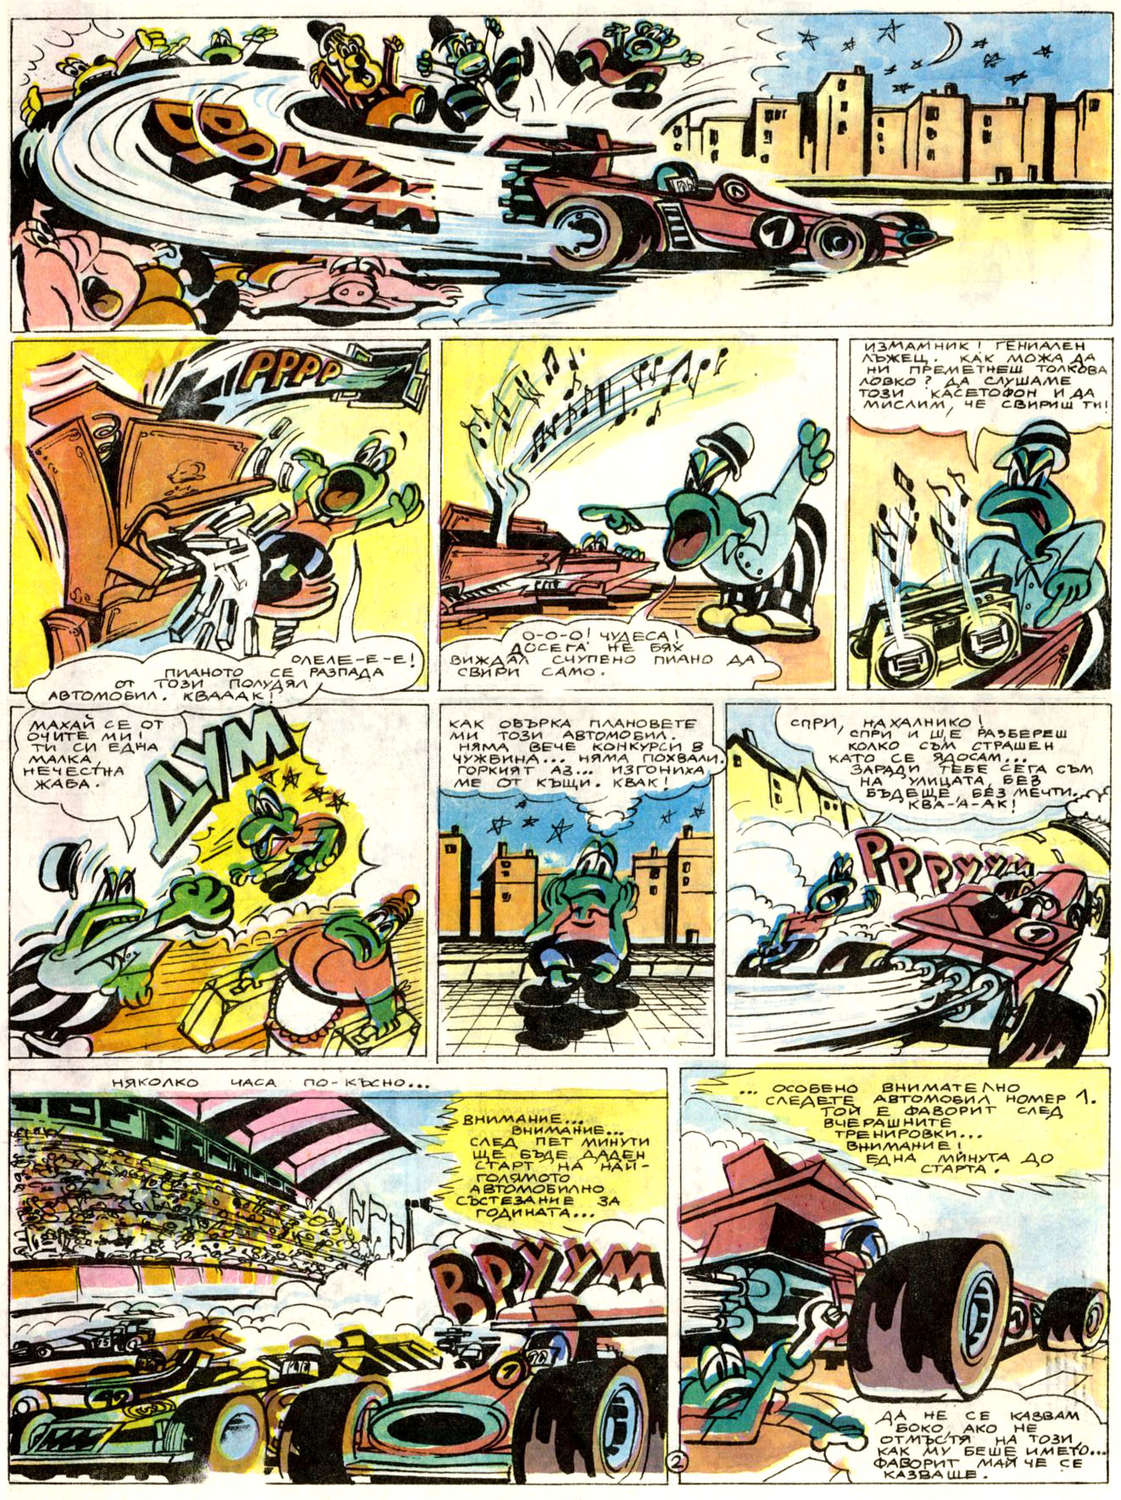 ВРУУМ
1
РРРР
ОЛЕЛЕ-Е-Е!
ПИАНОТО СЕ РАЗПАДА
ОТ ТОЗИ ПОЛУДЯЛ
АВТОМОБИЛ. КВАААК!
О-О-О! ЧУДЕСА!
ДОСЕГА НЕ БЯХ
ВИЖДАЛ СЧУПЕНО ПИАНО ДА
СВИРИ САМО.
ИЗМАМНИК! ГЕНИАЛЕН
ЛЪЖЕЦ. КАК МОЖА ДА
НИ ПРЕМЕТНЕШ ТОЛКОВА
ЛОВКО? ДА СЛУШАМЕ
ТОЗИ КАСЕТОФОН И ДА
МИСЛИМ, ЧЕ СВИРИШ ТИ!
МАХАЙ СЕ ОТ
ОЧИТЕ МИ!
ТИ СИ ЕДНА
МАЛКА,
НЕЧЕСТНА
ЖАБА.
ДУМ
КАК ОБЪРКА ПЛАНОВЕТЕ
МИ ТОЗИ АВТОМОБИЛ.
НЯМА ВЕЧЕ КОНКУРСИ В
ЧУЖБИНА... НЯМА ПОХВАЛИ.
ГОРКИЯТ АЗ... ИЗГОНИХА
МЕ ОТ КЪЩИ. КВАК!
СПРИ, НАХАЛНИКО!
СПРИ И ЩЕ РАЗБЕРЕШ
КОЛКО СЪМ СТРАШЕН
КАТО СЕ ЯДОСАМ...
ЗАРАДИ ТЕБЕ СЕГА СЪМ
НА УЛИЦАТА, БЕЗ
БЪДЕЩЕ, БЕЗ МЕЧТИ...
КВА-А-АК!
РРРРУУМ
1
НЯКОЛКО ЧАСА ПО-КЪСНО...
ВНИМАНИЕ...
ВНИМАНИЕ...
СЛЕД ПЕТ МИНУТИ
ЩЕ БЪДЕ ДАДЕН
СТАРТ НА НАЙ-
ГОЛЯМОТО
АВТОМОБИЛНО
СЪСТЕЗАНИЕ ЗА
ГОДИНАТА...
ВРУУМ
1
... ОСОБЕНО ВНИМАТЕЛНО
СЛЕДЕТЕ АВТОМОБИЛ НОМЕР 1.
ТОЙ Е ФАВОРИТ СЛЕД
ВЧЕРАШНИТЕ
ТРЕНИРОВКИ...
ВНИМАНИЕ!
ЕДНА МИНУТА ДО
СТАРТА.
ДА НЕ СЕ КАЗВАМ
БОКО, АКО НЕ
ОТМЪСТЯ НА ТОЗИ,
КАК МУ БЕШЕ ИМЕТО...
ФАВОРИТ МАЙ ЧЕ СЕ
КАЗВАШЕ.
2